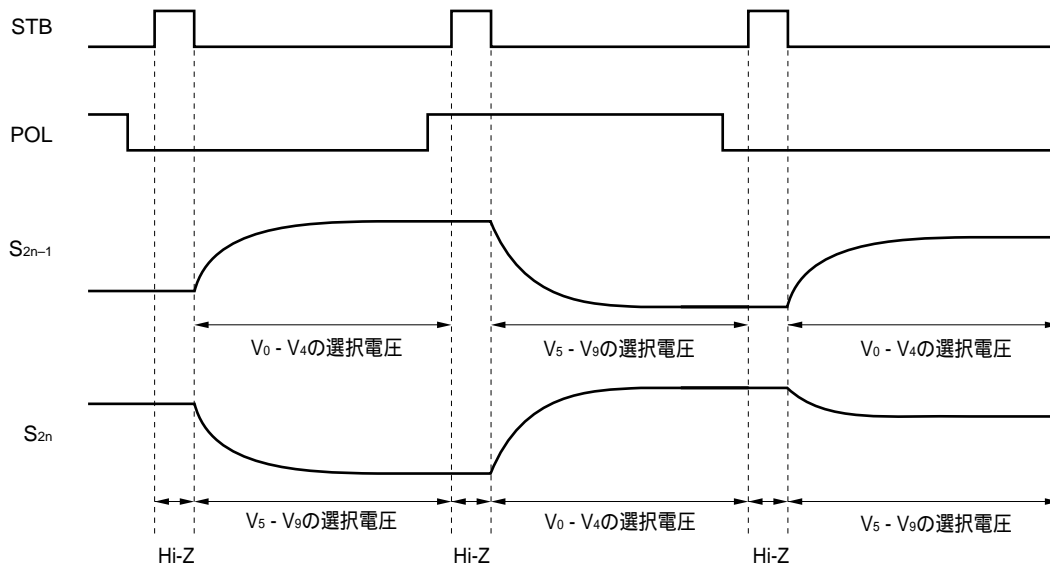 STB
POL
S2n–1
V0 - V4の選択電圧 V5 - V9の選択電圧 V0 - V4の選択電圧
S2n
V5 - V9の選択電圧 V0 - V4の選択電圧 V5 - V9の選択電圧
Hi-Z Hi-Z Hi-Z